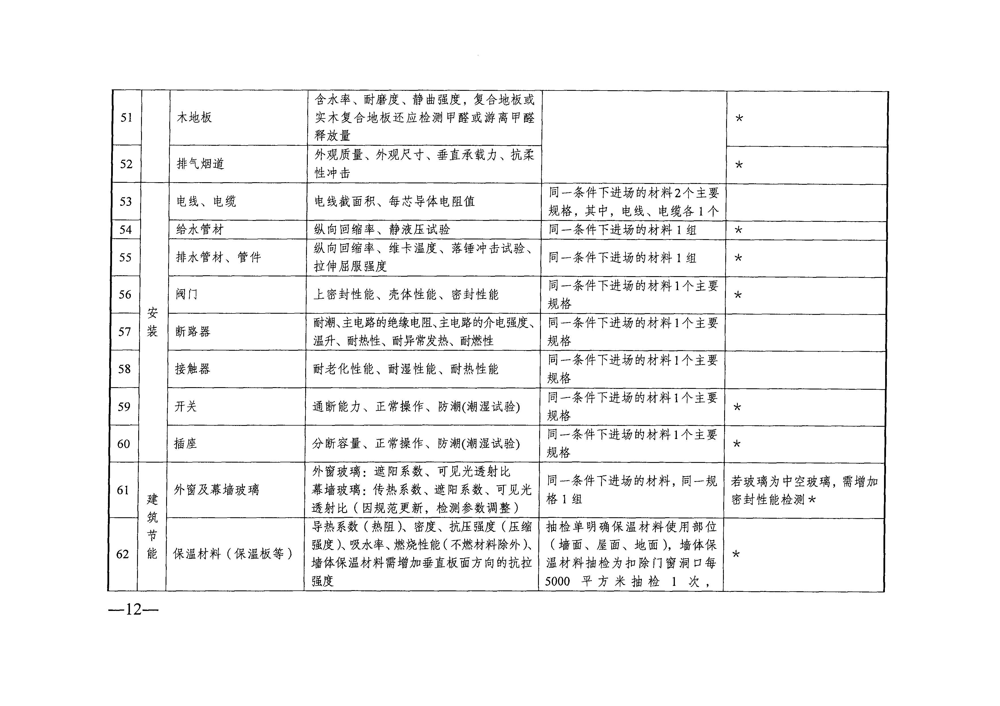 51
木地板
含水率、耐磨度、静曲强度，复合地板或
实木复合地板还应检测甲醛或游离甲醛
释放量
*
52
排气烟道
外观质量、外观尺寸、垂直承载力、抗柔
性冲击
*
安
装
53
电线、电缆
电线截面积、每芯导体电阻值
同一条件下进场的材料2个主要
规格，其中，电线、电缆各1个
54
给水管材
纵向回缩率、静液压试验
同一条件下进场的材料 1 组
*
55
排水管材、管件
纵向回缩率、维卡温度、落锤冲击试验、
拉伸屈服强度
同一条件下进场的材料 1 组
*
56
阀门
上密封性能、壳体性能、密封性能
同一条件下进场的材料1个主要
规格
*
57
断路器
耐潮、主电路的绝缘电阻、主电路的介电强度、
温升、耐热性、耐异常发热、耐燃性
同一条件下进场的材料1个主要
规格
58
接触器
耐老化性能、耐湿性能、耐热性能
同一条件下进场的材料1个主要
规格
59
开关
通断能力、正常操作、防潮(潮湿试验)
同一条件下进场的材料1个主要
规格
*
60
插座
分断容量、正常操作、防潮(潮湿试验)
同一条件下进场的材料1个主要
规格
*
建
筑
节
能
61
外窗及幕墙玻璃
外窗玻璃：遮阳系数、可见光透射比
幕墙玻璃：传热系数、遮阳系数、可见光
透射比（因规范更新，检测参数调整）
同一条件下进场的材料，同一规
格 1 组
若玻璃为中空玻璃，需增加
密封性能检测*
62
保温材料（保温板等）
导热系数（热阻）、密度、抗压强度（压缩
强度）、吸水率、燃烧性能（不燃材料除外）、
墙体保温材料需增加垂直板面方向的抗拉
强度
抽检单明确保温材料使用部位
（墙面、屋面、地面），墙体保
温材料抽检为扣除门窗洞口每
5000 平方米抽检 1 次，
*
—12—